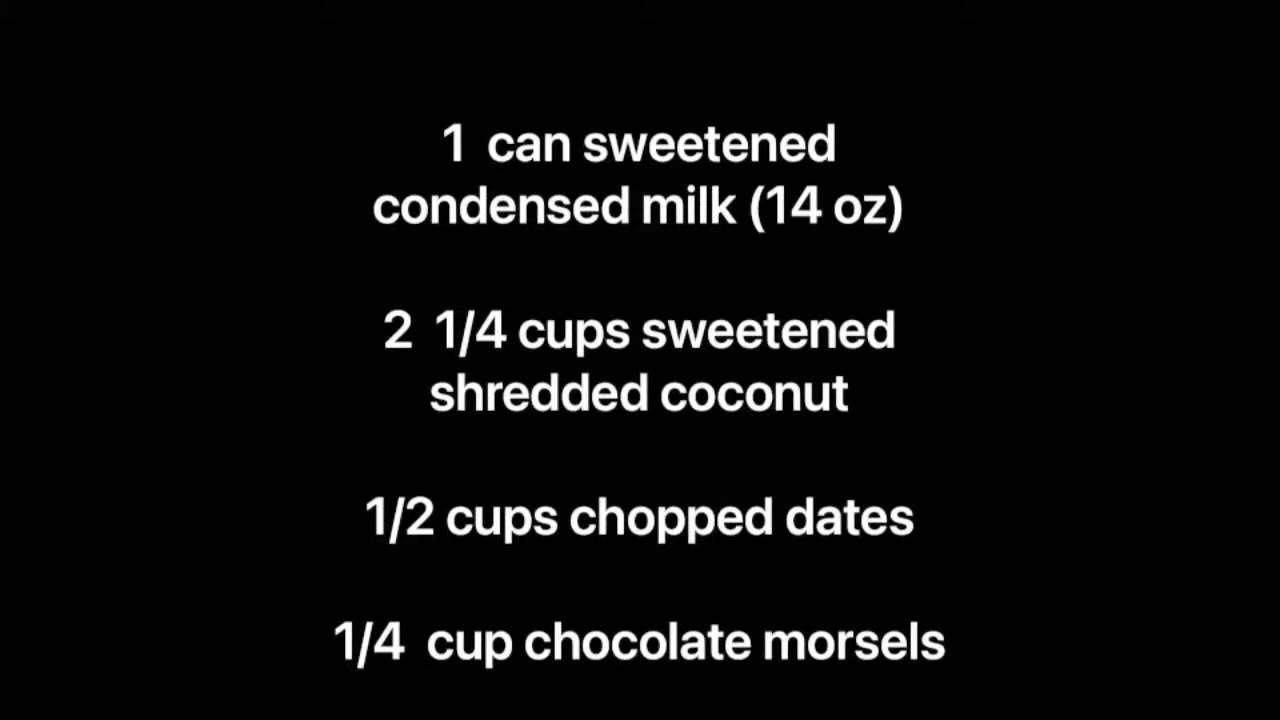 1 can sweetened
condensed milk (14 oz)
2 1/4 cups sweetened
shredded coconut
1/2 cups chopped dates
1/4 cup chocolate morsels